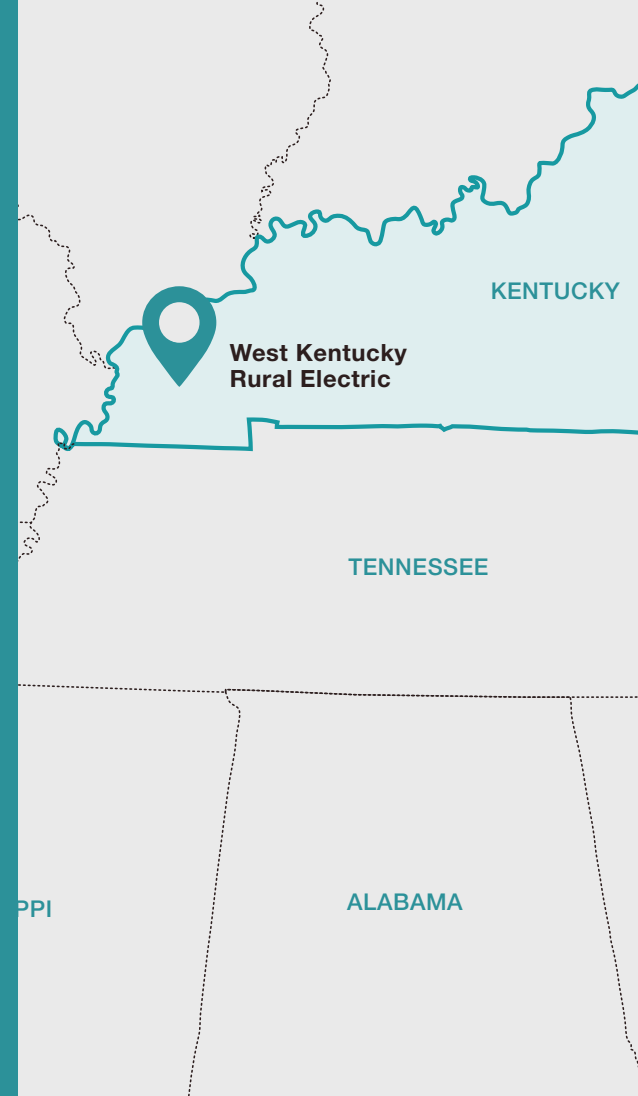 KENTUCKY
West Kentucky
Rural Electric
TENNESSEE
PPI
ALABAMA